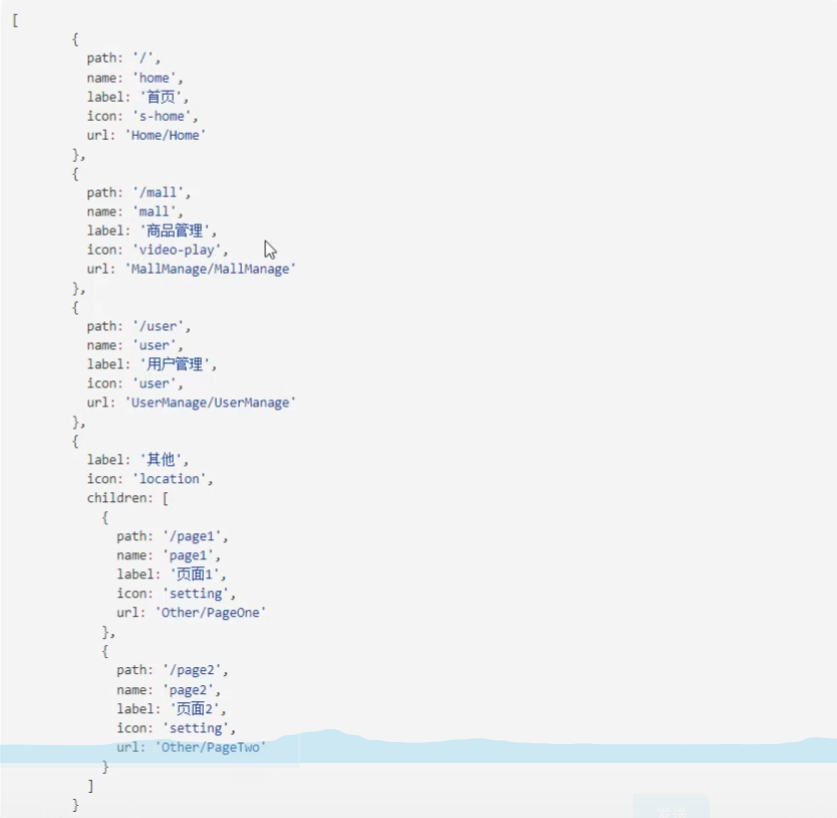 [
{
path: '/',
name: 'home',
label: '首页',
icon: 's-home',
url: 'Home/Home'
},
{
path: '/mall',
name: 'mall',
label: '商品管理',
icon: 'video-play',
url: 'MallManage/MallManage'
},
{
path: '/user',
name: 'user',
label: '用户管理',
icon: 'user',
url: 'UserManage/UserManage'
},
{
label: '其他',
icon: 'location',
children: [
{
path: '/page1',
name: 'page1',
label: '页面1',
icon: 'setting',
url: 'Other/PageOne'
},
{
path: '/page2',
name: 'page2',
label: '页面2',
icon: 'setting',
url: 'Other/PageTwo'
}
]
}